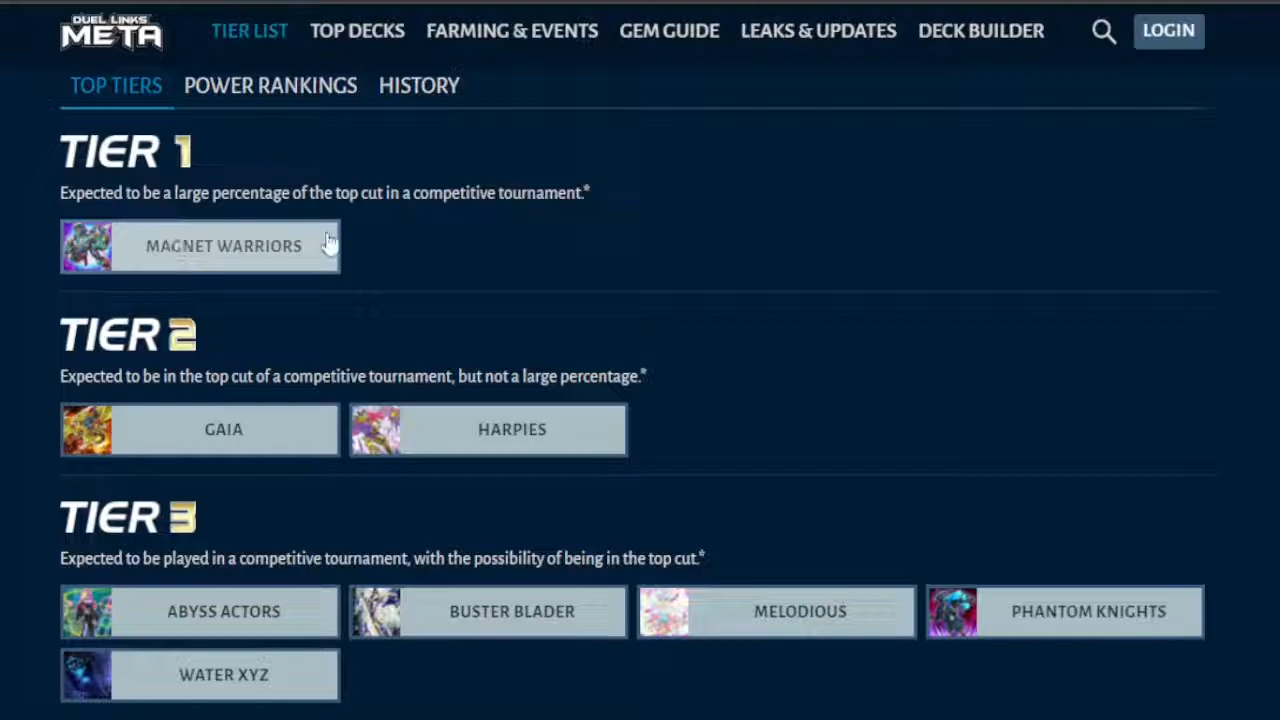 DUEL LINKS
META
TIER LIST TOP DECKS FARMING & EVENTS GEM GUIDE LEAKS & UPDATES DECK BUILDER LOGIN
TOP TIERS POWER RANKINGS HISTORY
TIER 1
Expected to be a large percentage of the top cut in a competitive tournament.*
MAGNET WARRIORS
TIER 2
Expected to be in the top cut of a competitive tournament, but not a large percentage.*
GAIA HARPIES
TIER 3
Expected to be played in a competitive tournament, with the possibility of being in the top cut.*
ABYSS ACTORS BUSTER BLADER MELODIOUS PHANTOM KNIGHTS
WATER XYZ